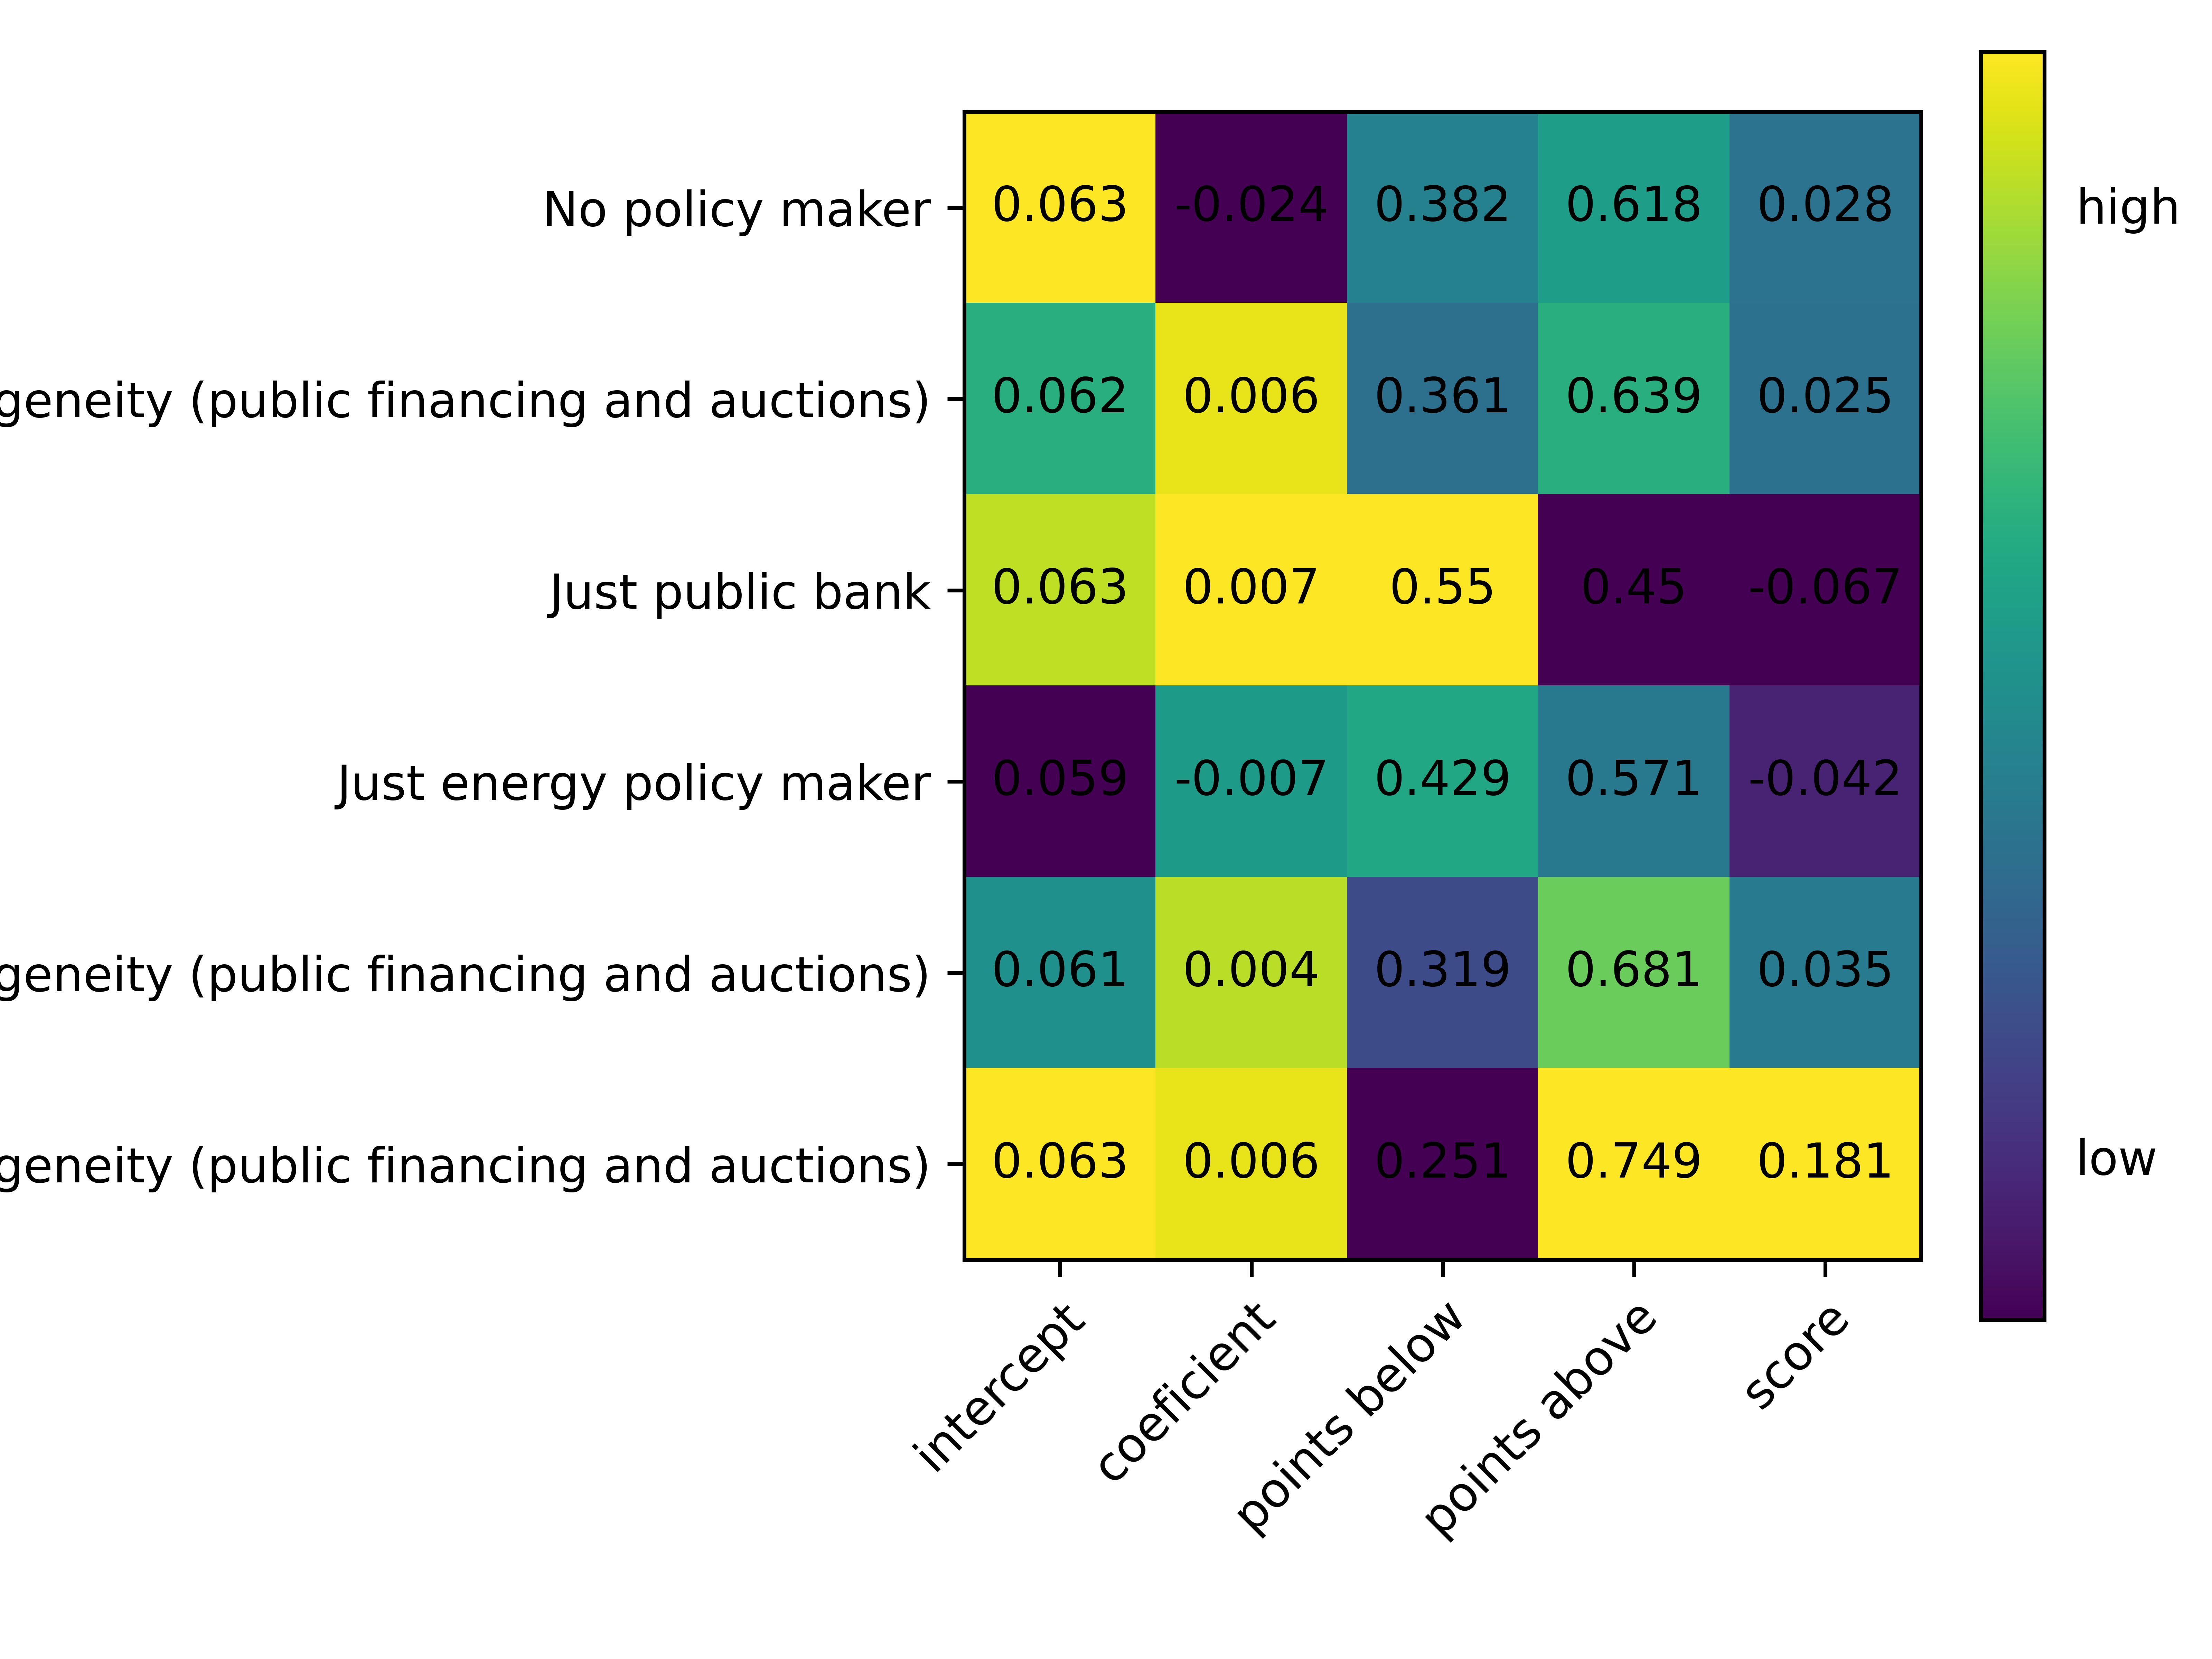 No policy maker 0.063 -0.024 0.382 0.618 0.028 high
(public financing and auctions) 0.062 0.006 0.361 0.639 0.025
Just public bank 0.063 0.007 0.55 0.45 -0.067
Just energy policy maker 0.059 -0.007 0.429 0.571 -0.042
(public financing and auctions) 0.061 0.004 0.319 0.681 0.035
(public financing and auctions) 0.063 0.006 0.251 0.749 0.181 low
intercept coeficient points below points above score